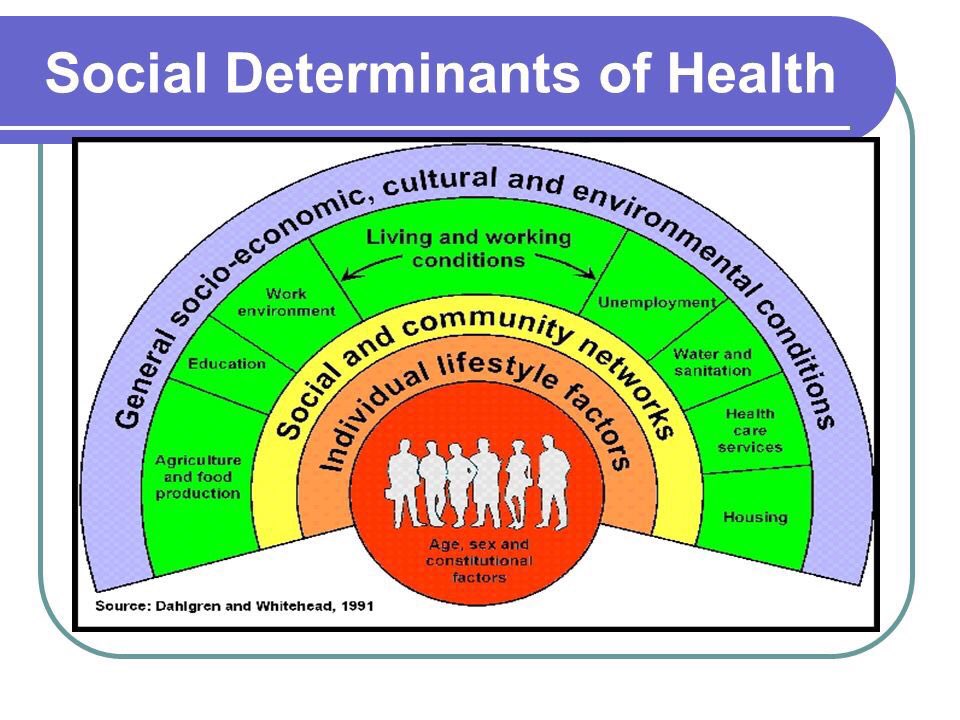 Social Determinants of Health
General socio-economic, cultural and environmental conditions
Living and working
conditions
Work
environment
Unemployment
Education
Water and
sanitation
Agriculture
and food
production
Health
care
services
Housing
Social and community networks
Individual lifestyle factors
Age, sex and
constitutional
factors
Source: Dahlgren and Whitehead, 1991